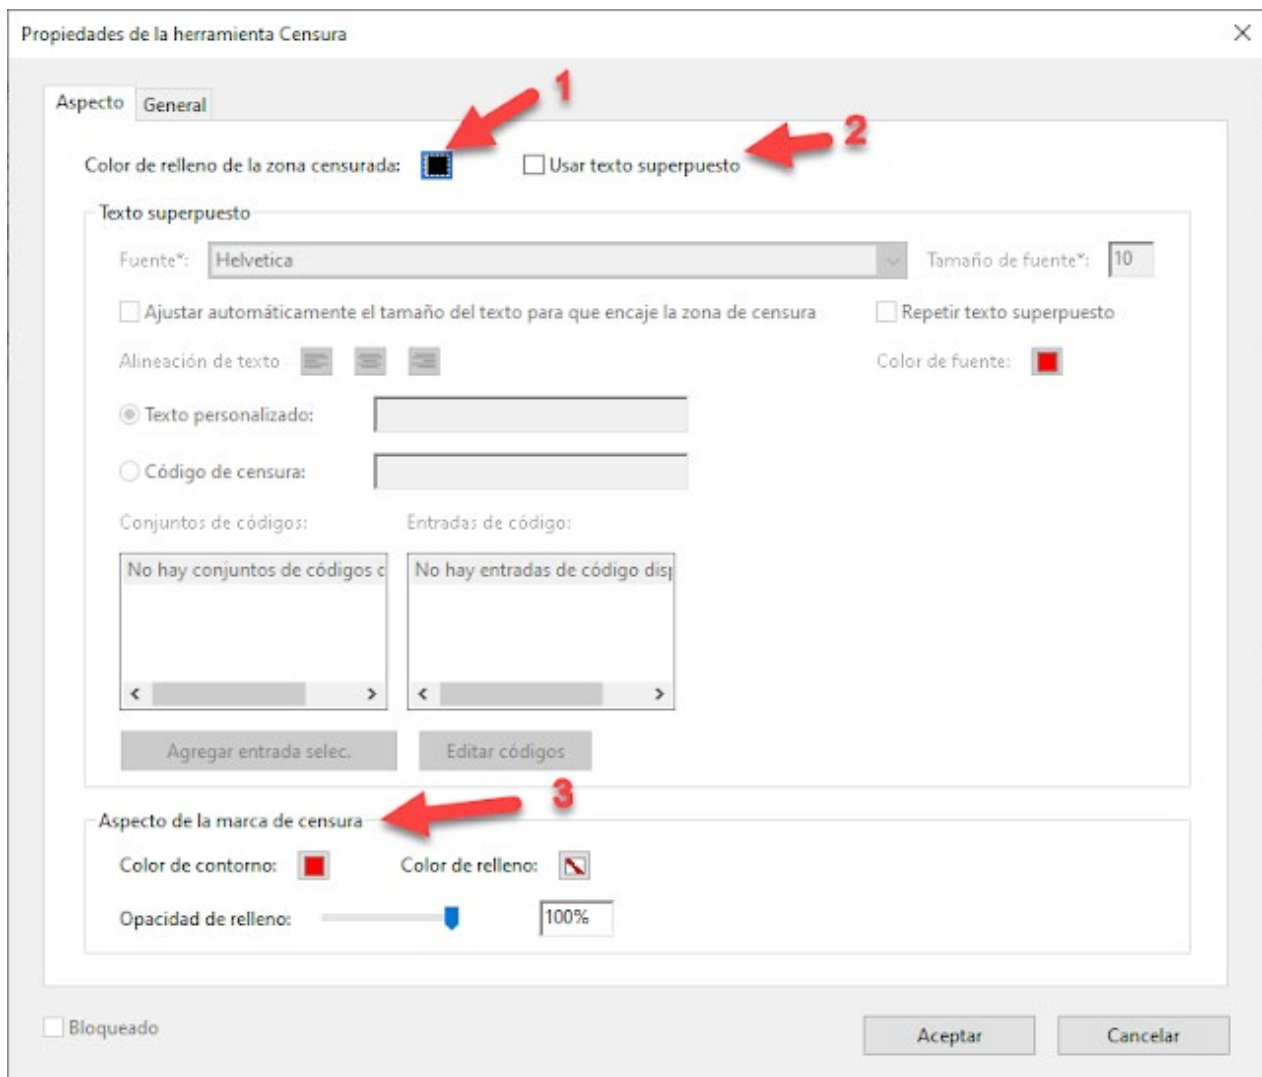 Propiedades de la herramienta Censura
1
Aspecto General
2
Color de relleno de la zona censurada: Usar texto superpuesto
Texto superpuesto
Fuente*: Helvetica Tamaño de fuente*: 10
Ajustar automáticamente el tamaño del texto para que encaje la zona de censura Repetir texto superpuesto
Alineación de texto Color de fuente:
Texto personalizado:
Código de censura:
Conjuntos de códigos: Entradas de código:
No hay conjuntos de códigos No hay entradas de código
Agregar entrada selec. Editar códigos
3
Aspecto de la marca de censura
Color de contorno: Color de relleno:
Opacidad de relleno: 100%
Bloqueado Aceptar Cancelar